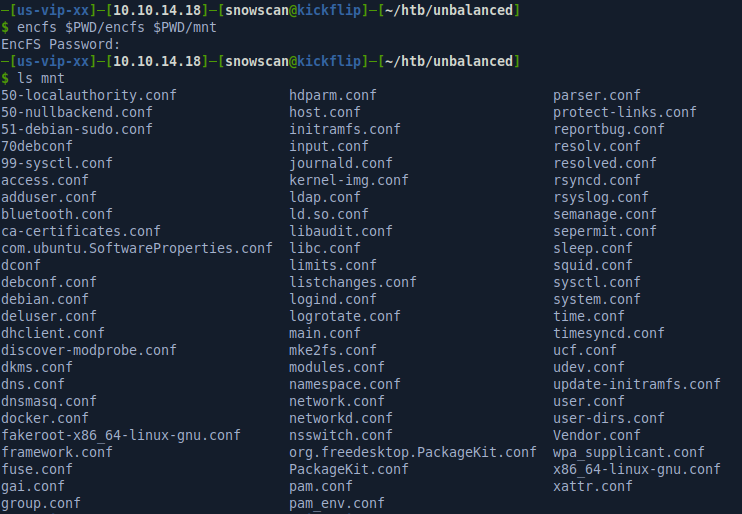 ─[us-vip-xx]─[10.10.14.18]─[snowscan@kickflip]─[~/htb/unbalanced]
$ encfs $PWD/encfs $PWD/mnt
EncFS Password:
─[us-vip-xx]─[10.10.14.18]─[snowscan@kickflip]─[~/htb/unbalanced]
$ ls mnt
50-localauthority.conf hdparm.conf parser.conf
50-nullbackend.conf host.conf protect-links.conf
51-debian-sudo.conf initramfs.conf reportbug.conf
70debconf input.conf resolv.conf
99-sysctl.conf journald.conf resolved.conf
access.conf kernel-img.conf rsyncd.conf
adduser.conf ldap.conf rsyslog.conf
bluetooth.conf ld.so.conf semanage.conf
ca-certificates.conf libaudit.conf sepermit.conf
com.ubuntu.SoftwareProperties.conf libc.conf sleep.conf
dconf limits.conf squid.conf
debconf.conf listchanges.conf sysctl.conf
debian.conf logind.conf system.conf
deluser.conf logrotate.conf time.conf
dhclient.conf main.conf timesyncd.conf
discover-modprobe.conf mke2fs.conf ucf.conf
dkms.conf modules.conf udev.conf
dns.conf namespace.conf update-initramfs.conf
dnsmasq.conf network.conf user.conf
docker.conf networkd.conf user-dirs.conf
fakeroot-x86_64-linux-gnu.conf nsswitch.conf Vendor.conf
framework.conf org.freedesktop.PackageKit.conf wpa_supplicant.conf
fuse.conf PackageKit.conf x86_64-linux-gnu.conf
gai.conf pam.conf xattr.conf
group.conf pam_env.conf